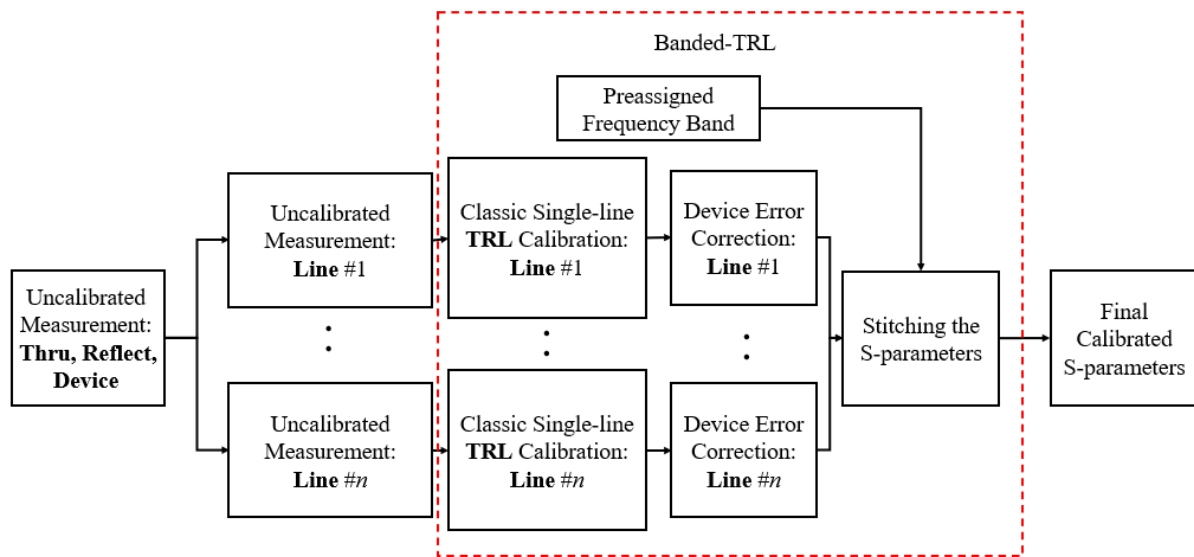 Banded-TRL
Preassigned
Frequency Band
Uncalibrated
Measurement:
Thru, Reflect,
Device
Uncalibrated
Measurement:
Line #1
Classic Single-line
TRL Calibration:
Line #1
Device Error
Correction:
Line #1
Uncalibrated
Measurement:
Line #n
Classic Single-line
TRL Calibration:
Line #n
Device Error
Correction:
Line #n
Stitching the
S-parameters
Final
Calibrated
S-parameters